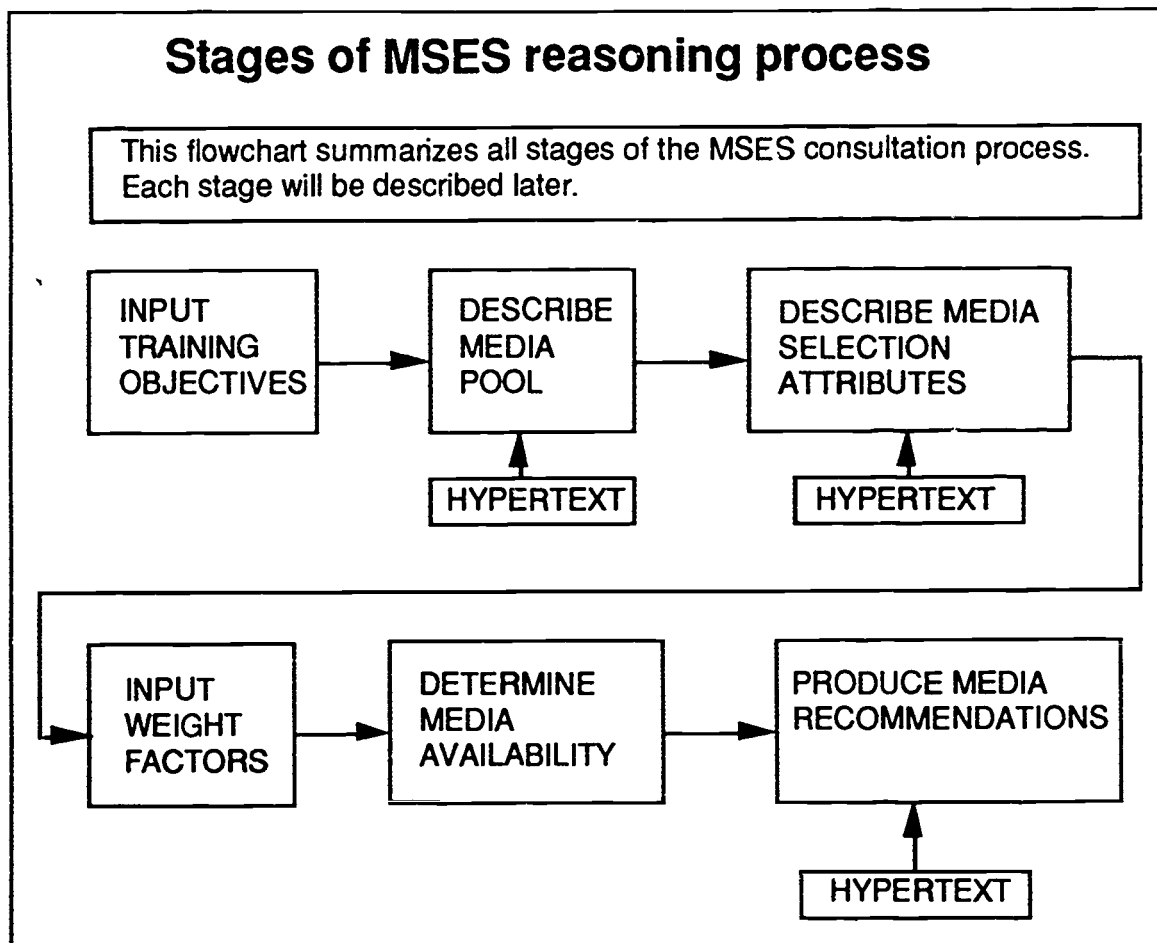 Stages of MSES reasoning process
This flowchart summarizes all stages of the MSES consultation process.
Each stage will be described later.
INPUT
TRAINING
OBJECTIVES
DESCRIBE
MEDIA
POOL
DESCRIBE MEDIA
SELECTION
ATTRIBUTES
HYPERTEXT
HYPERTEXT
INPUT
WEIGHT
FACTORS
DETERMINE
MEDIA
AVAILABILITY
PRODUCE MEDIA
RECOMMENDATIONS
HYPERTEXT